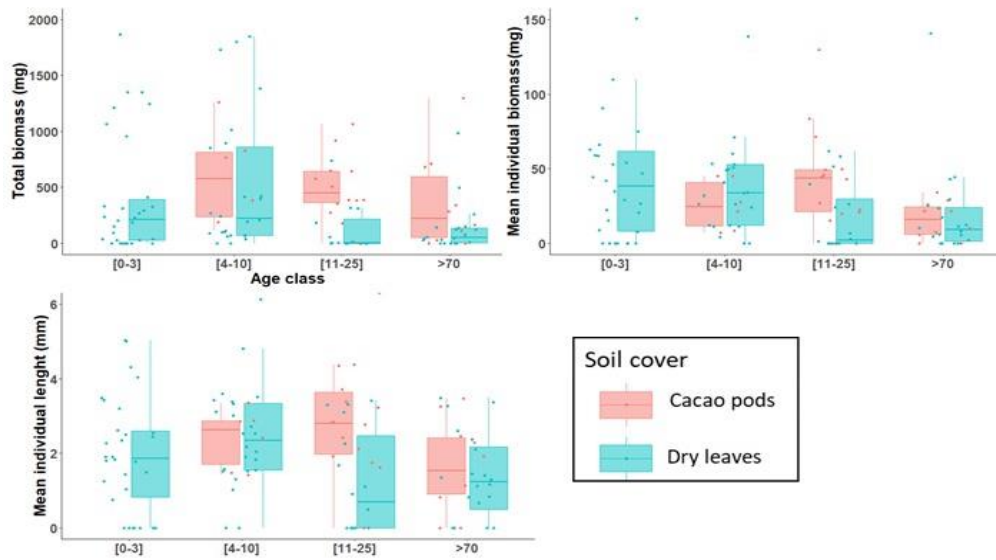 Total biomass (mg)
2000
1500
1000
500
0
[0-3] [4-10] [11-25] >70
Age class
Mean individual biomass(mg)
150
100
50
0
[0-3] [4-10] [11-25] >70
Mean individual lenght (mm)
6
4
2
0
[0-3] [4-10] [11-25] >70
Soil cover
Cacao pods
Dry leaves